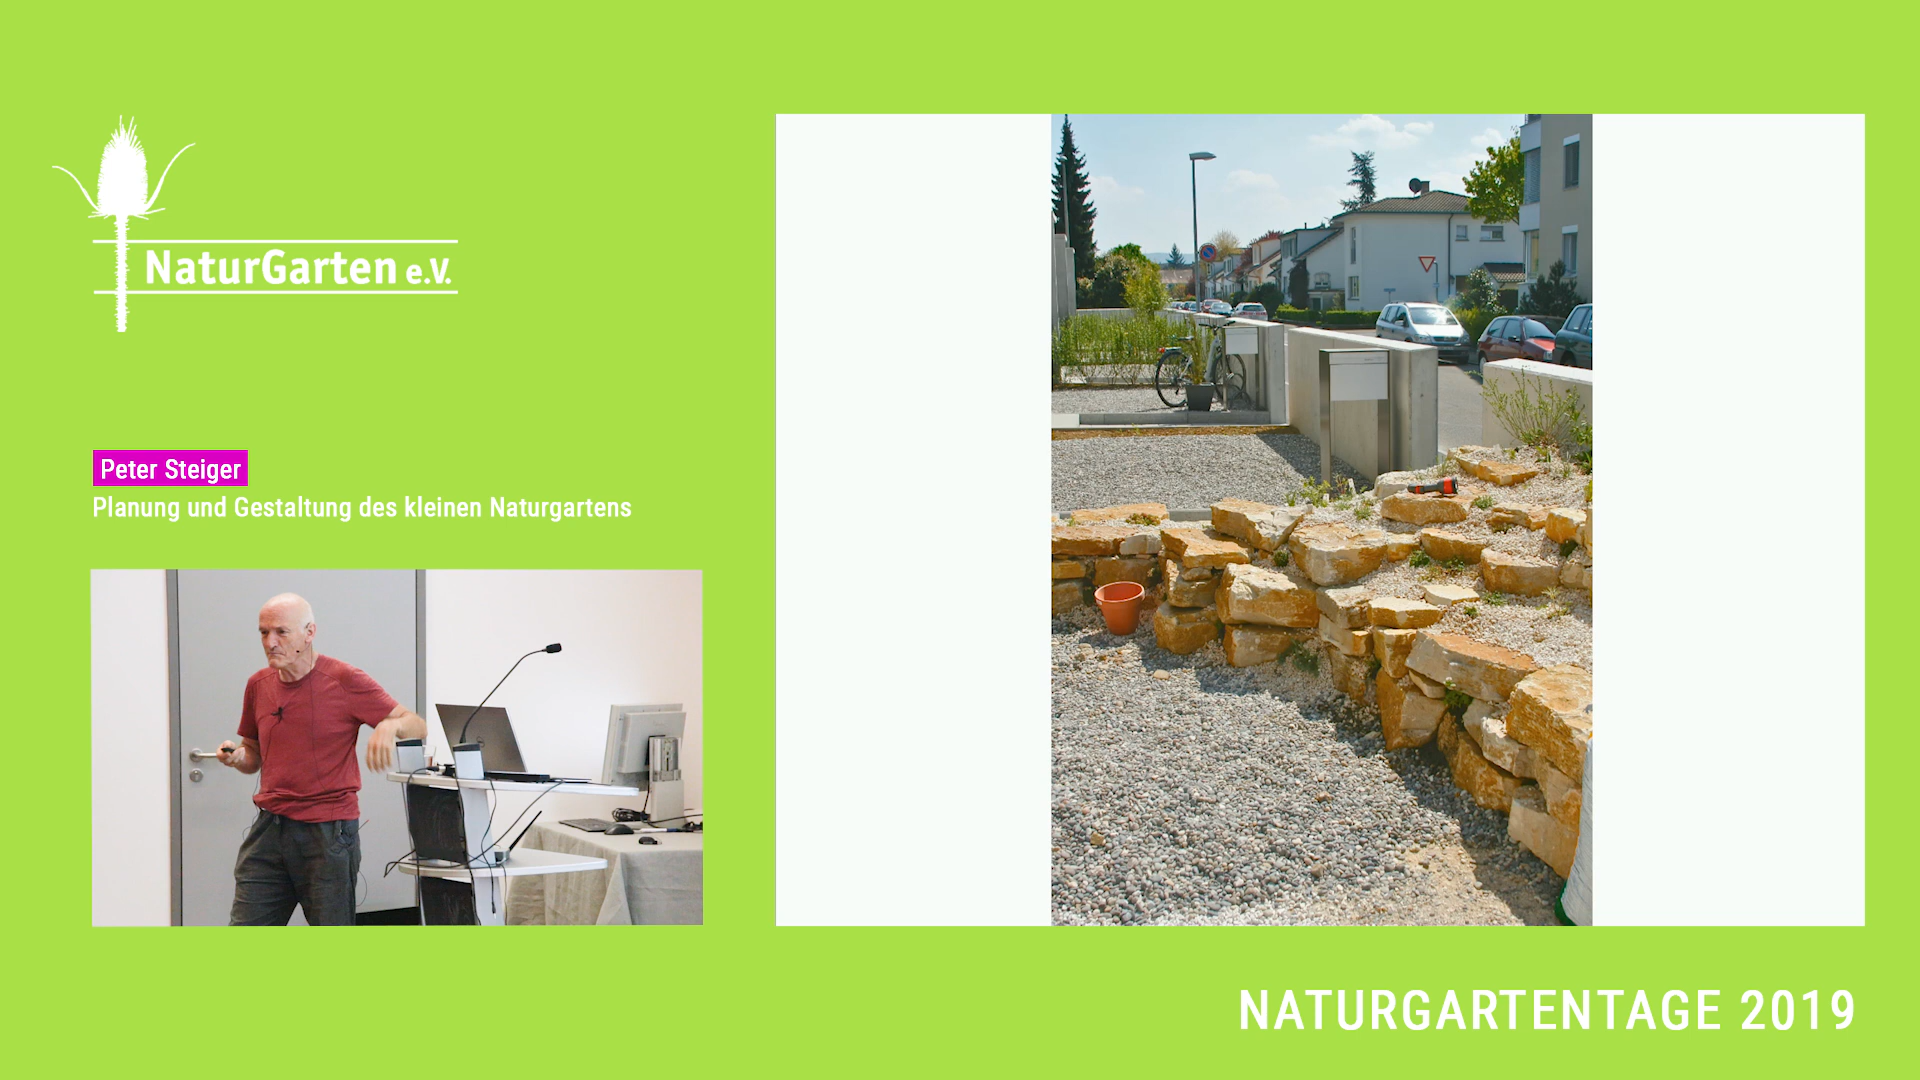 NaturGarten e.V.
Peter Steiger
Planung und Gestaltung des kleinen Naturgartens
NATURGARTENTAGE 2019